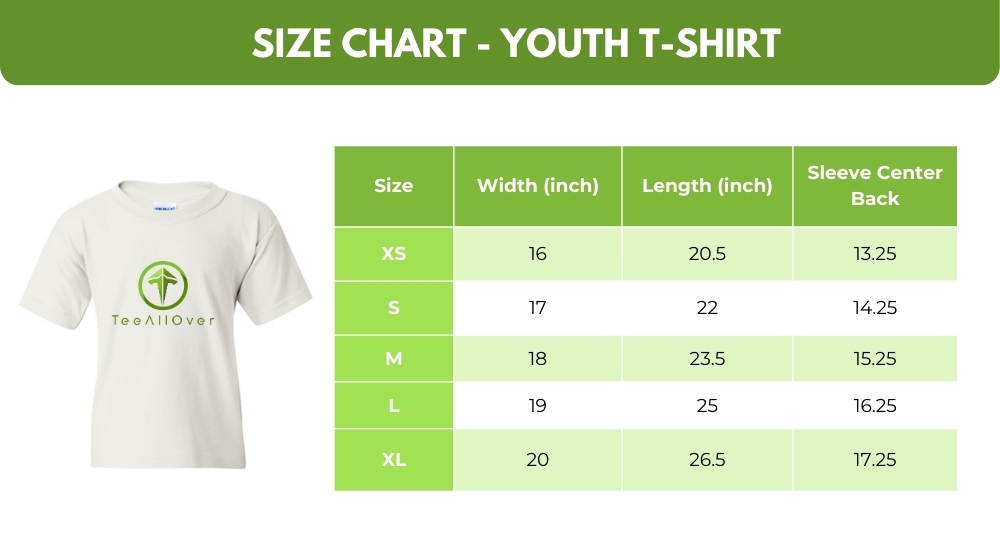 SIZE CHART - YOUTH T-SHIRT
Size
Width (inch)
Length (inch)
Sleeve Center
Back
XS
16
20.5
13.25
S
17
22
14.25
M
18
23.5
15.25
L
19
25
16.25
XL
20
26.5
17.25
TeeAllOver